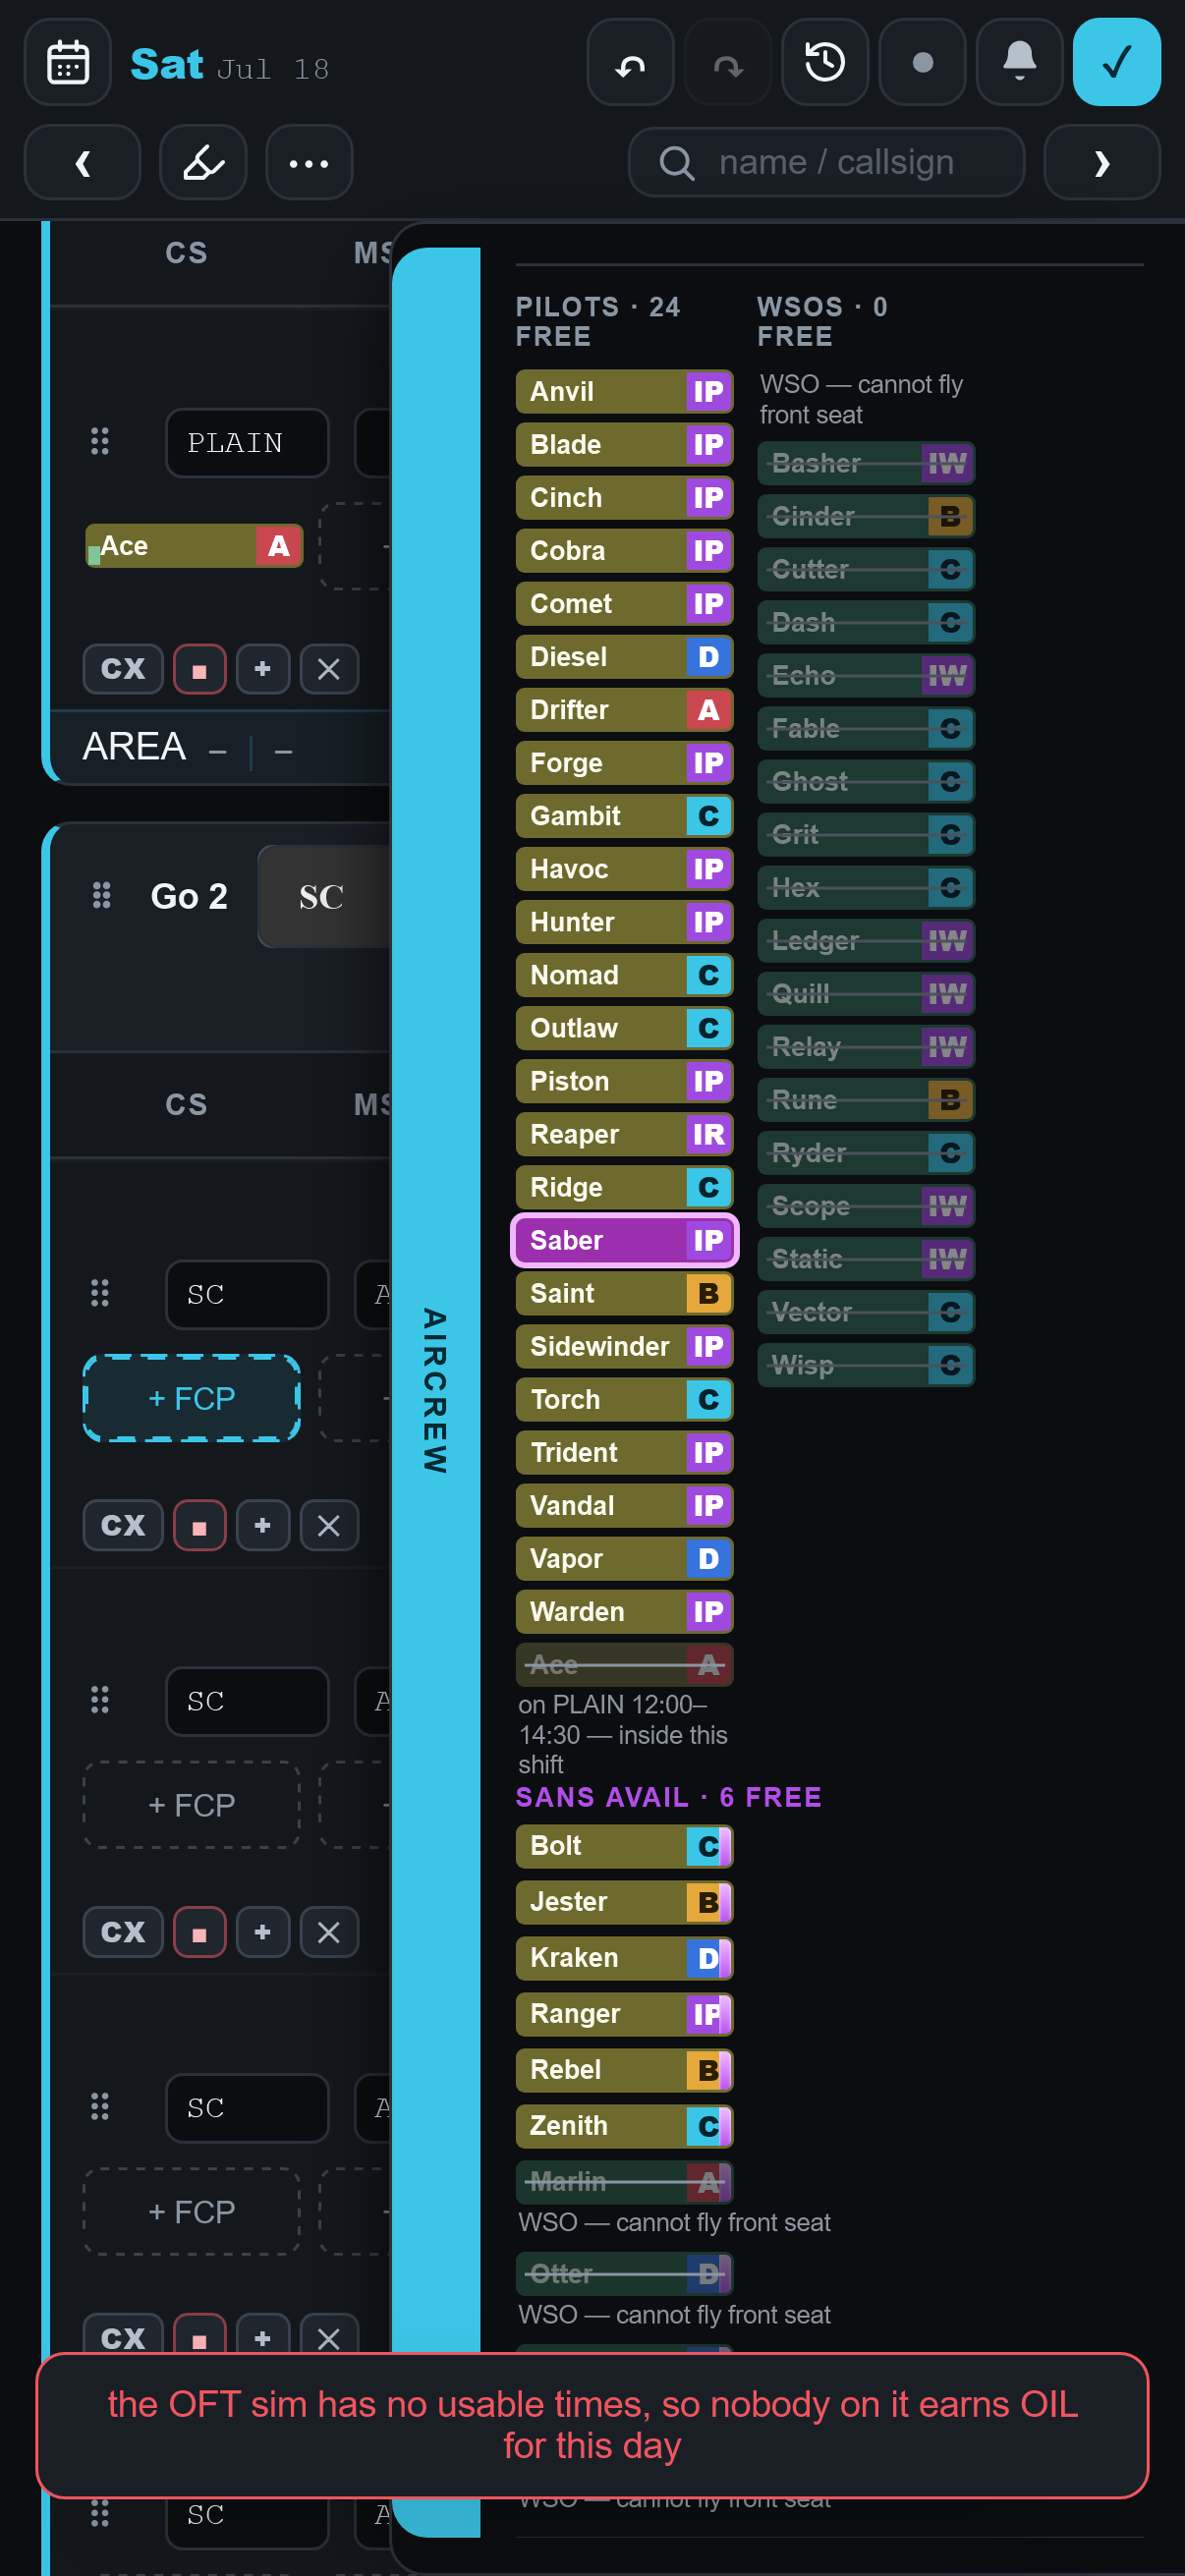 Sat Jul 18
name / callsign
CS
PLAIN
Ace A
CX + ×
AREA – | –
Go 2 SC
CS
SC
+ FCP
CX + ×
SC
+ FCP
CX + ×
SC
+ FCP
CX + ×
SC
AIRCREW
PILOTS · 24
FREE
Anvil IP
Blade IP
Cinch IP
Cobra IP
Comet IP
Diesel D
Drifter A
Forge IP
Gambit C
Havoc IP
Hunter IP
Nomad C
Outlaw C
Piston IP
Reaper IR
Ridge C
Saber IP
Saint B
Sidewinder IP
Torch C
Trident IP
Vandal IP
Vapor D
Warden IP
Ace A
on PLAIN 12:00–
14:30 — inside this
shift
WSOS · 0
FREE
WSO — cannot fly
front seat
Basher IW
Cinder B
Cutter C
Dash C
Echo IW
Fable C
Ghost C
Grit C
Hex C
Ledger IW
Quill IW
Relay IW
Rune B
Ryder C
Scope IW
Static IW
Vector C
Wisp C
SANS AVAIL · 6 FREE
Bolt C
Jester B
Kraken D
Ranger IP
Rebel B
Zenith C
Marlin A
WSO — cannot fly front seat
Otter D
WSO — cannot fly front seat
the OFT sim has no usable times, so nobody on it earns OIL
for this day
WSO — cannot fly front seat